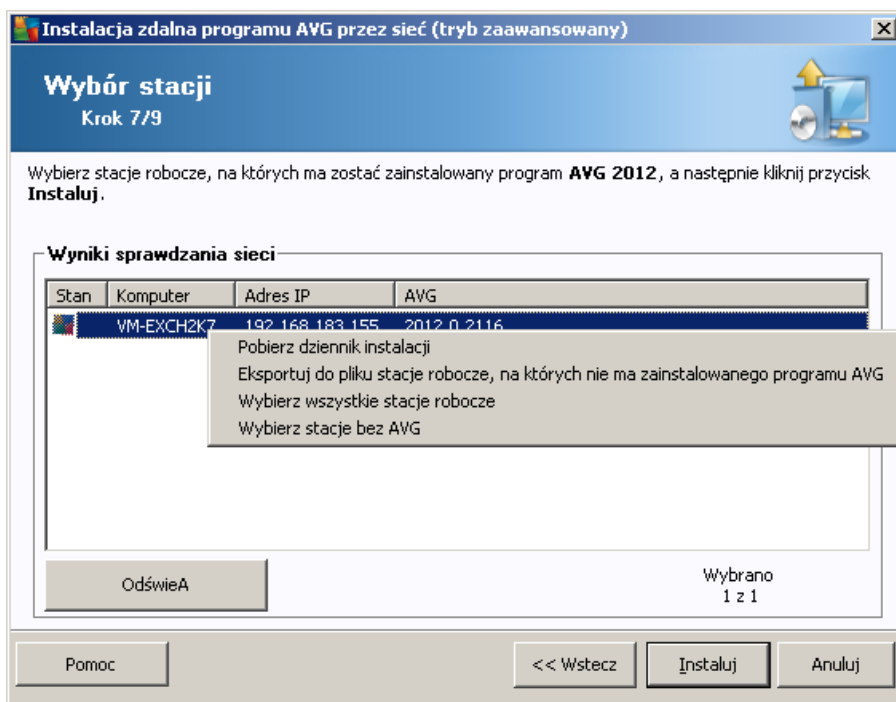 Instalacja zdalna programu AVG przez sieć (tryb zaawansowany)
Wybór stacji
Krok 7/9
Wybierz stacje robocze, na których ma zostać zainstalowany program AVG 2012, a następnie kliknij przycisk
Instaluj.
Wyniki sprawdzania sieci
Stan Komputer Adres IP AVG
VM-EXCH2K7 192.168.183.155 2012.0.2116
Pobierz dziennik instalacji
Eksportuj do pliku stacje robocze, na których nie ma zainstalowanego programu AVG
Wybierz wszystkie stacje robocze
Wybierz stacje bez AVG
OdświeA
Wybrano
1 z 1
Pomoc << Wstecz Instaluj Anuluj